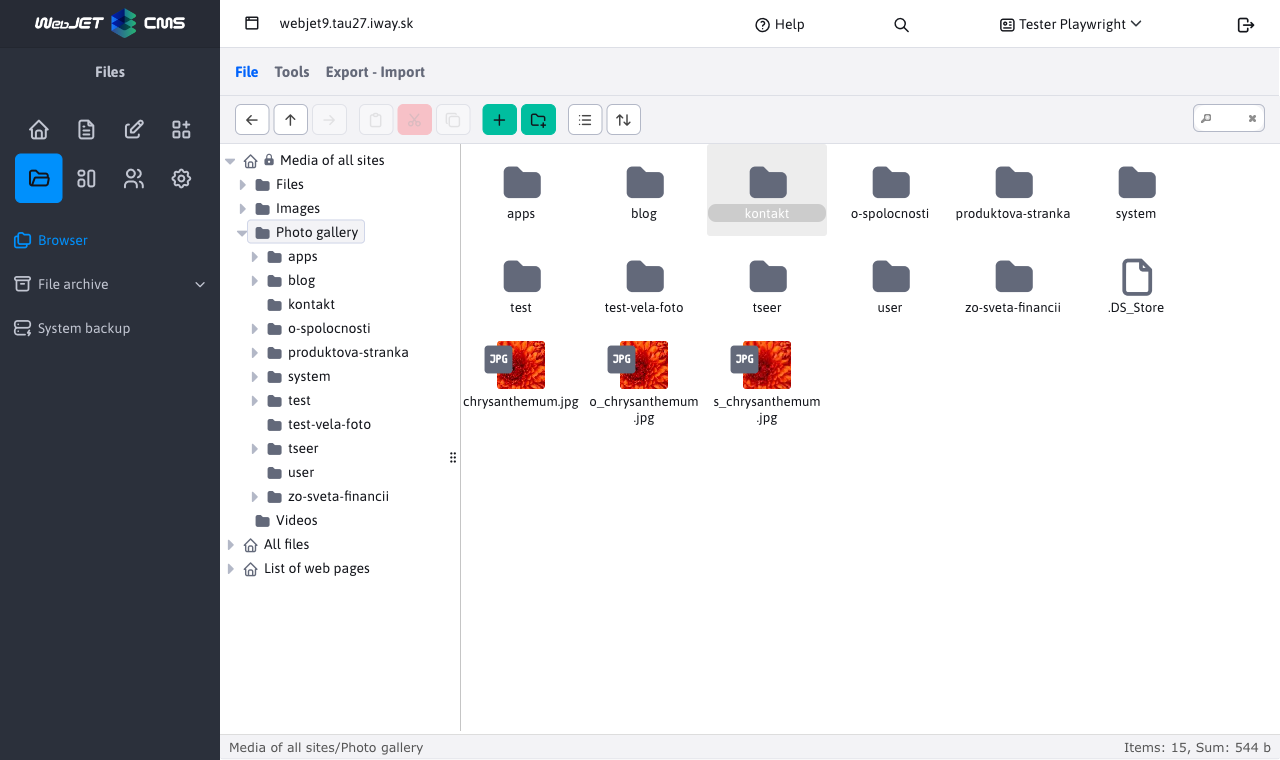 WebJET CMS
webjet9.tau27.iway.sk
Help
Tester Playwright
Files
File Tools Export - Import
Browser
File archive
System backup
Media of all sites
Files
Images
Photo gallery
apps
blog
kontakt
o-spolocnosti
produktova-stranka
system
test
test-vela-foto
tseer
user
zo-sveta-financii
Videos
All files
List of web pages
apps blog kontakt o-spolocnosti produktova-stranka system
test test-vela-foto tseer user zo-sveta-financii .DS_Store
JPG JPG JPG
chrysanthemum.jpg o_chrysanthemum s_chrysanthemum
.jpg .jpg
Media of all sites/Photo gallery
Items: 15, Sum: 544 b